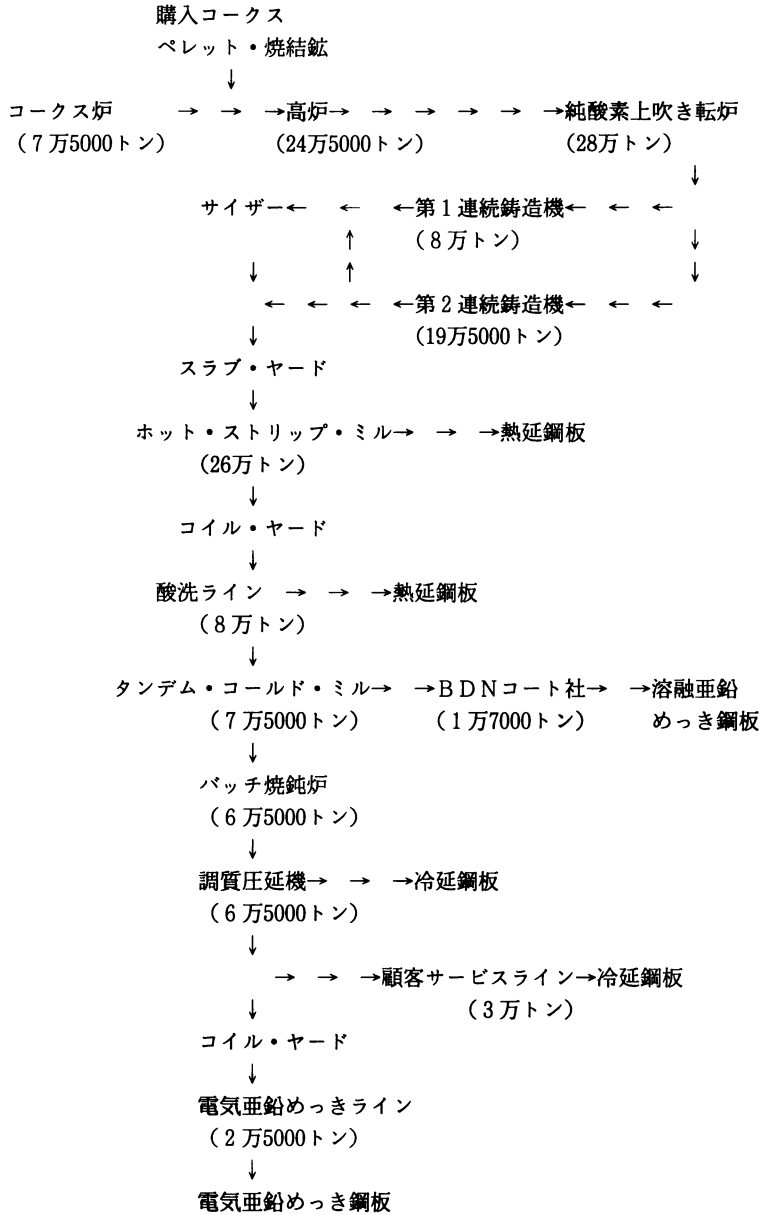 購入コークス
ペレット・焼結鉱
↓
コークス炉 → → →高炉→ → → → → →純酸素上吹き転炉
(7万5000トン) (24万5000トン) (28万トン)
↓
サイザー← ← ←第1連続鋳造機← ← ←
↑ (8万トン) ↓
↓ ↑ ↓
← ← ← ←第2連続鋳造機← ← ←
↓ (19万5000トン)
スラブ・ヤード
↓
ホット・ストリップ・ミル→ → →熱延鋼板
(26万トン)
↓
コイル・ヤード
↓
酸洗ライン → → →熱延鋼板
(8万トン)
↓
タンデム・コールド・ミル→ →BDNコート社→ →溶融亜鉛
(7万5000トン) (1万7000トン) めっき鋼板
↓
バッチ焼鈍炉
(6万5000トン)
↓
調質圧延機→ → →冷延鋼板
(6万5000トン)
↓
→ → →顧客サービスライン→冷延鋼板
↓ (3万トン)
コイル・ヤード
↓
電気亜鉛めっきライン
(2万5000トン)
↓
電気亜鉛めっき鋼板